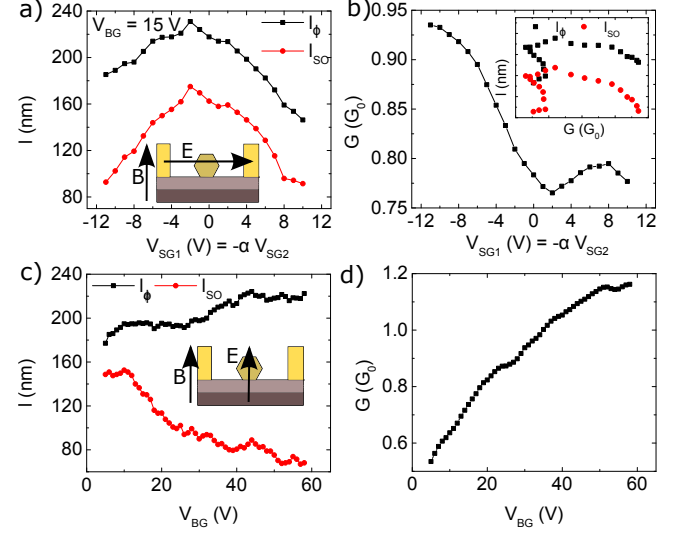 a)
V_BG = 15 V
I_ϕ
I_SO
240
200
160
120
80
I (nm)
E
B
-12 -8 -4 0 4 8 12
V_SG1 (V) = -α V_SG2
b)
0.95
0.90
0.85
0.80
0.75
G (G_0)
I_ϕ I_SO
I (nm)
G (G_0)
-12 -8 -4 0 4 8 12
V_SG1 (V) = -α V_SG2
c)
I_ϕ I_SO
240
200
160
120
80
I (nm)
E
B
0 20 40 60
V_BG (V)
d)
1.2
1.0
0.8
0.6
G (G_0)
0 20 40 60
V_BG (V)